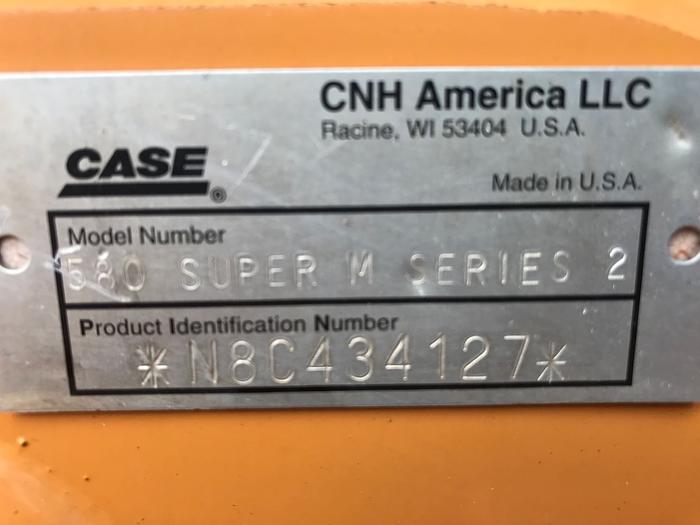 CNH America LLC
Racine, WI 53404 U.S.A.
CASE®
Made in U.S.A.
Model Number
580 SUPER M SERIES 2
Product Identification Number
*N8C434127*